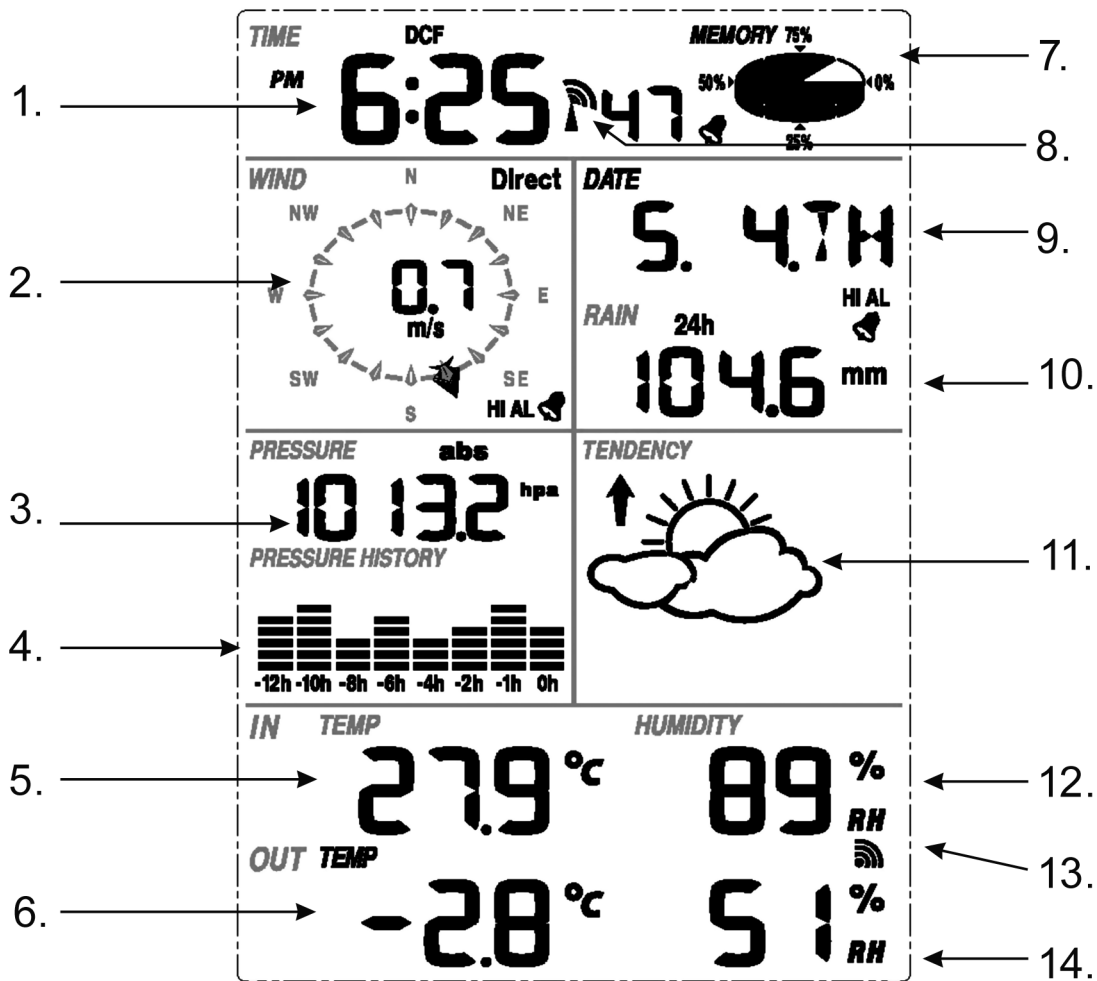 TIME DCF MEMORY 75%
7.
PM 6:25 47 50% 0%
1.
25%
8.
WIND N Direct DATE
NW NE
5. 4. TH
9.
2.
W 0.7 E
m/s
HI AL
RAIN 24h
SW SE
104.6 mm
10.
S HI AL
PRESSURE abs TENDENCY
3.
1013.2 hpa
PRESSURE HISTORY
11.
4.
-12h -10h -8h -6h -4h -2h -1h 0h
IN TEMP HUMIDITY
5.
27.9 °C 89 %
12.
RH
OUT TEMP
13.
6.
-2.8 °C 51 %
RH
14.